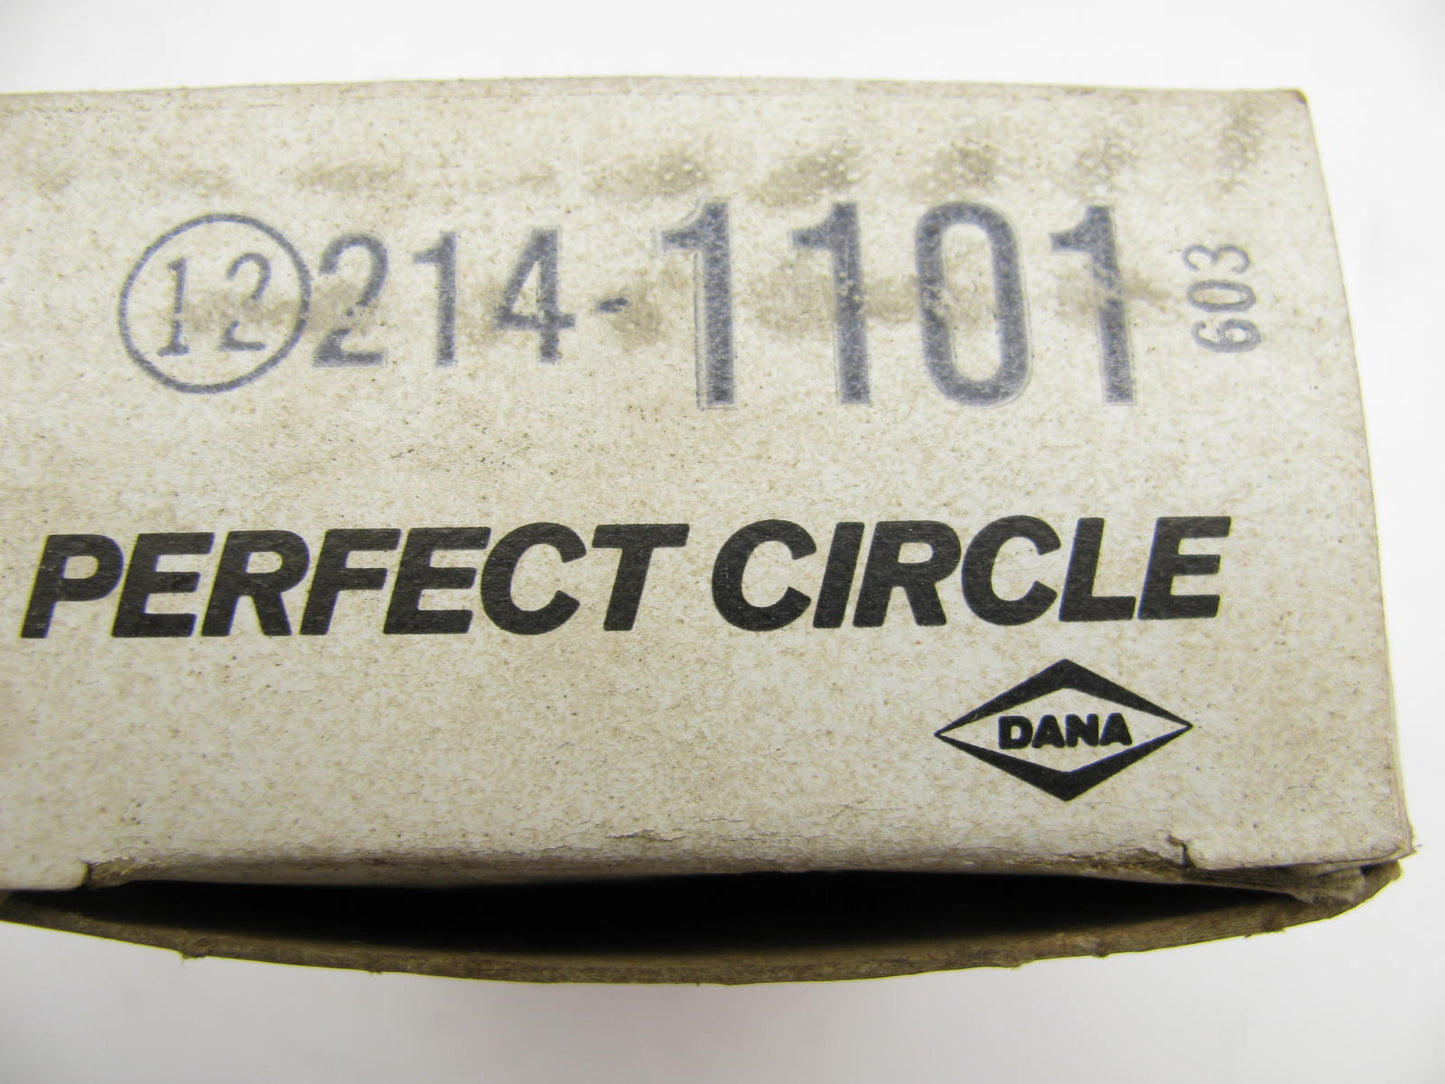 12 214-1101 603
PERFECT CIRCLE
DANA